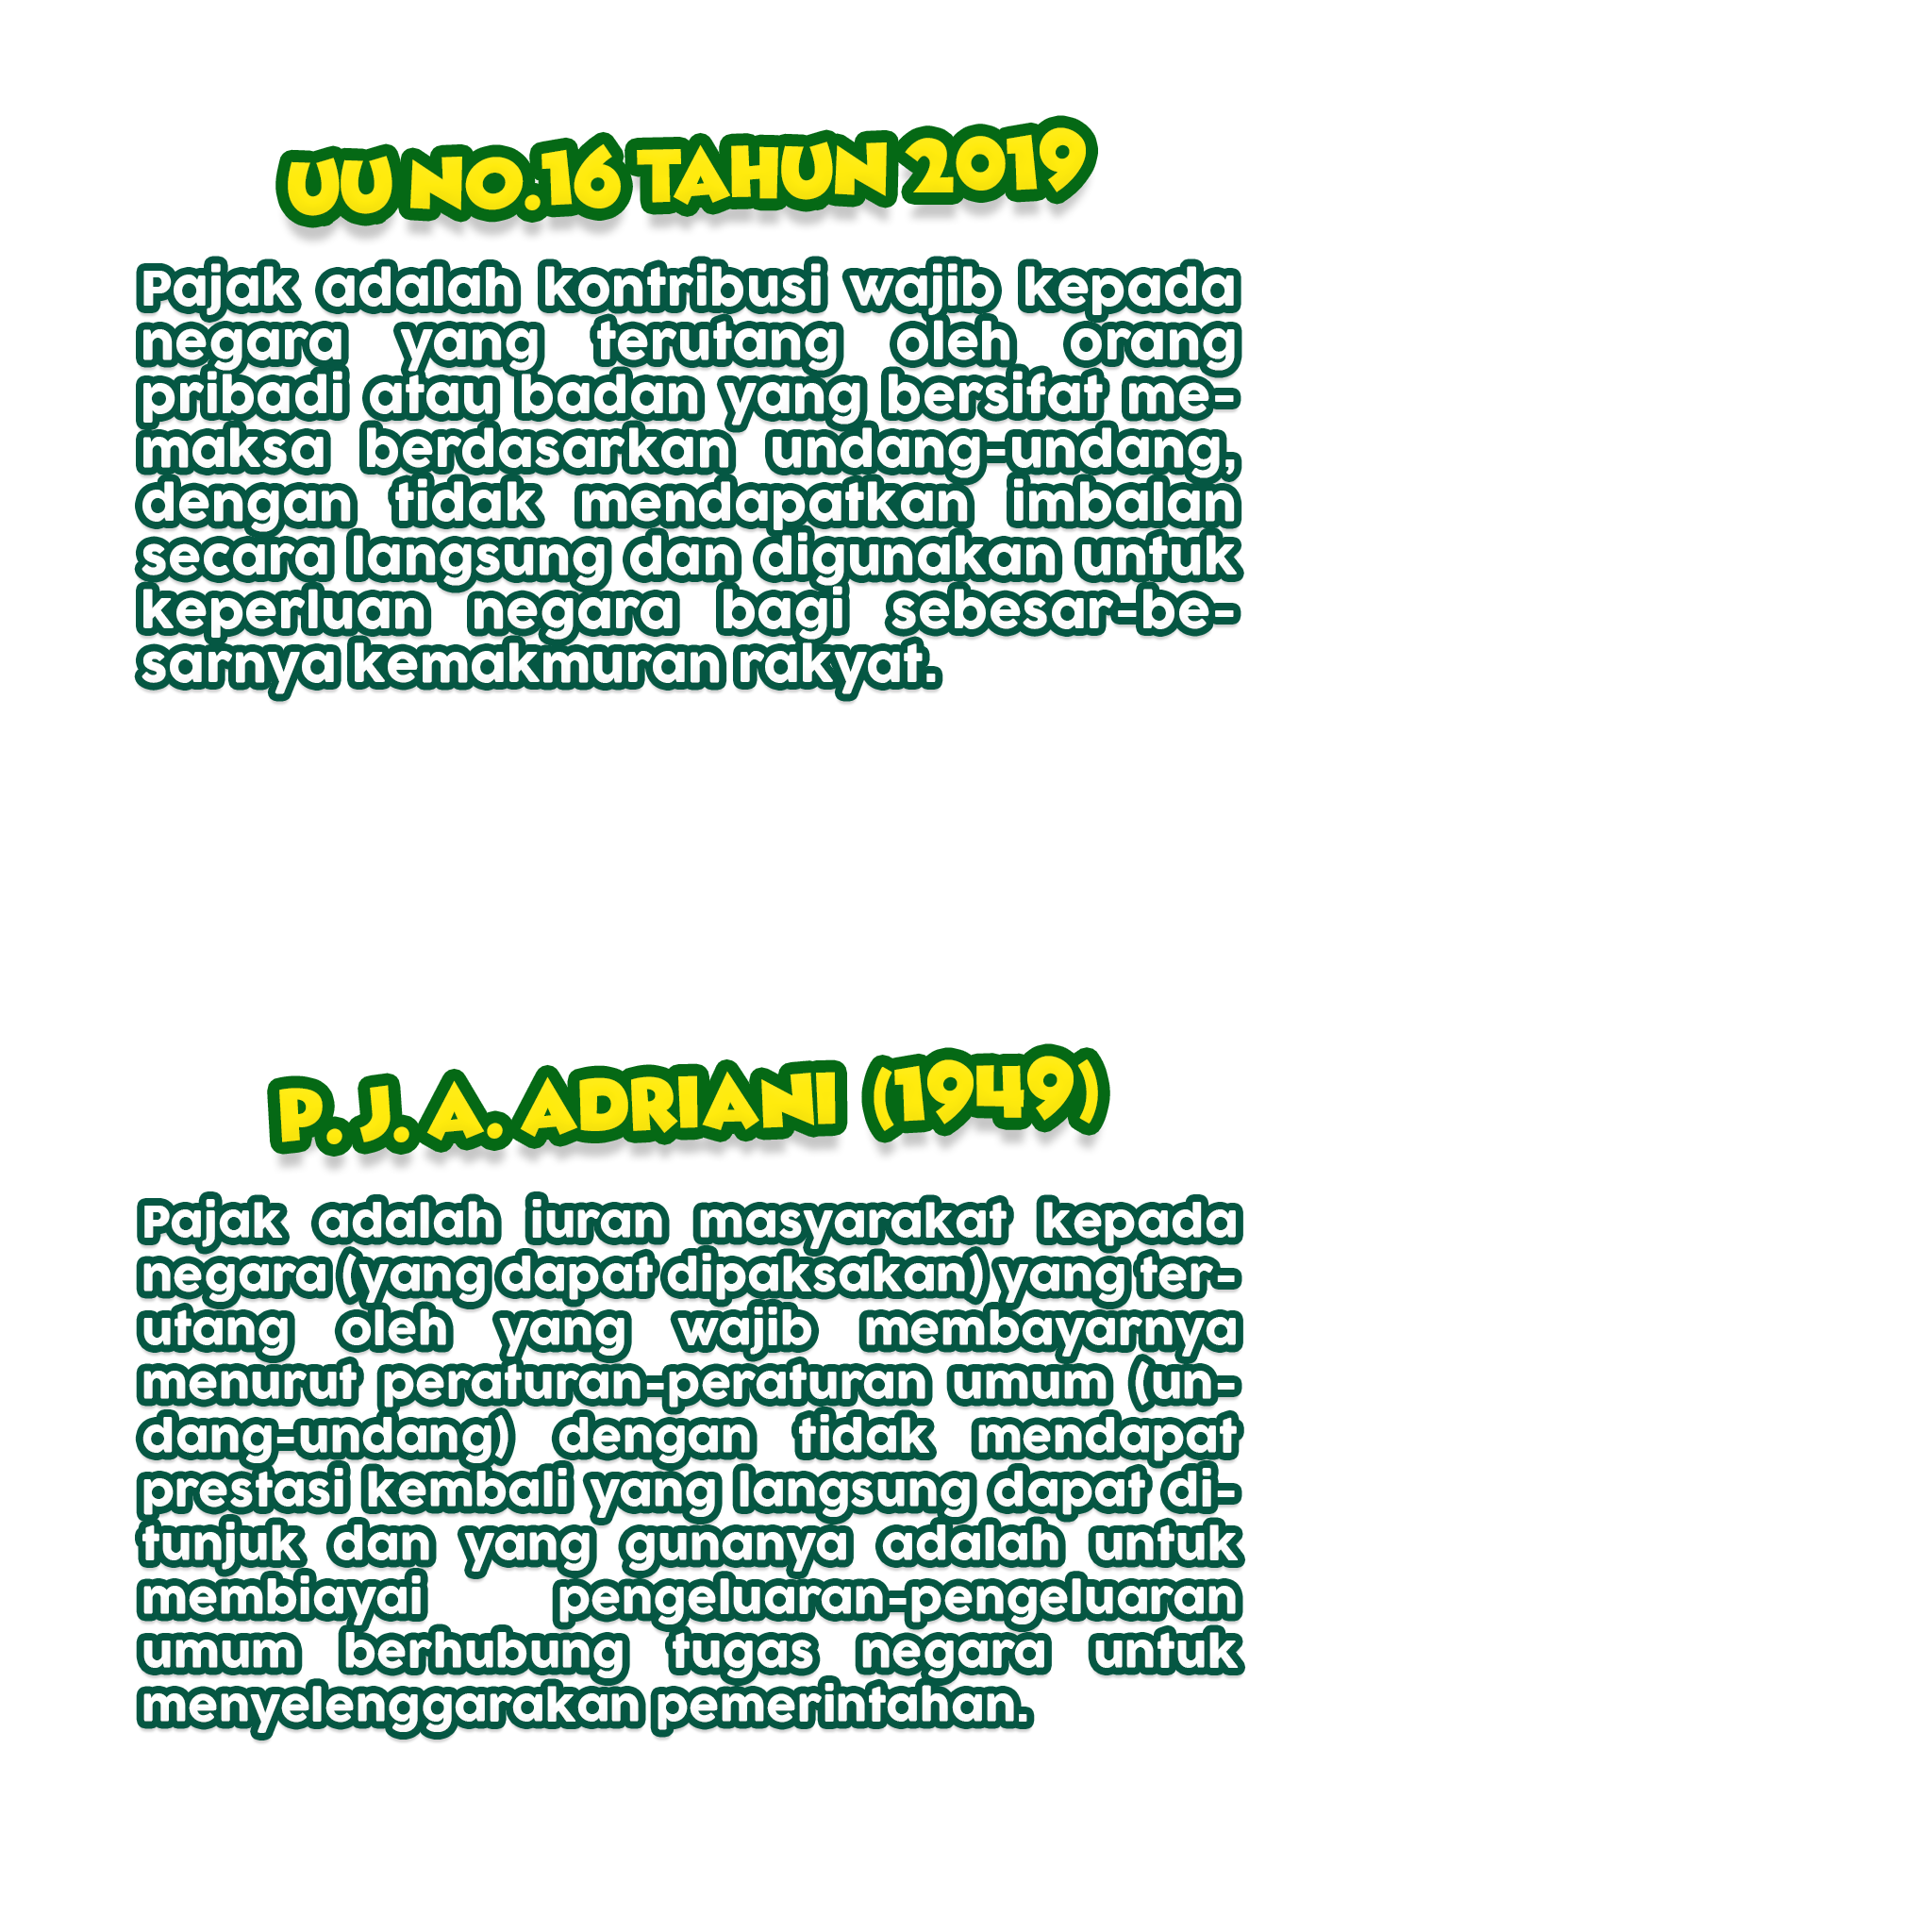 UU NO.16 TAHUN 2019
Pajak adalah kontribusi wajib kepada
negara yang terutang oleh orang
pribadi atau badan yang bersifat me-
maksa berdasarkan undang-undang,
dengan tidak mendapatkan imbalan
secara langsung dan digunakan untuk
keperluan negara bagi sebesar-be-
sarnya kemakmuran rakyat.
P. J. A. ADRIANI (1949)
Pajak adalah iuran masyarakat kepada
negara (yang dapat dipaksakan) yang ter-
utang oleh yang wajib membayarnya
menurut peraturan-peraturan umum (un-
dang-undang) dengan tidak mendapat
prestasi kembali yang langsung dapat di-
tunjuk dan yang gunanya adalah untuk
membiayai pengeluaran-pengeluaran
umum berhubung tugas negara untuk
menyelenggarakan pemerintahan.